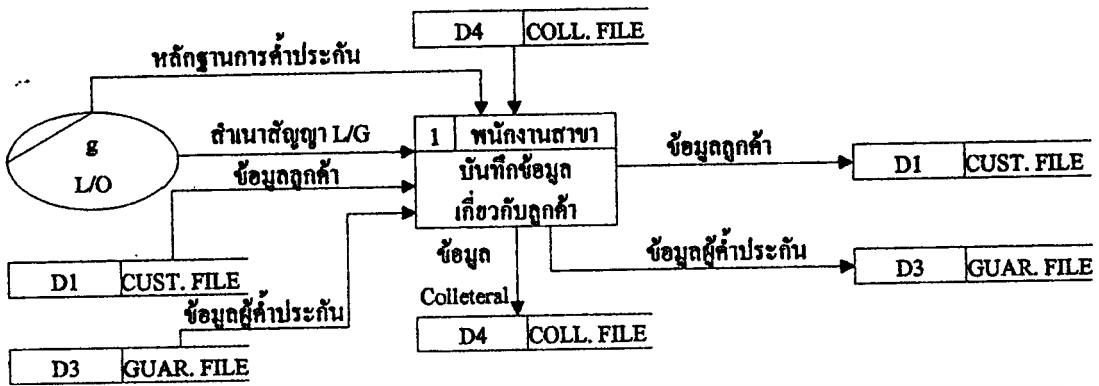 D4 COLL. FILE
หลักฐานการค้ำประกัน
g
L/O
สำเนาสัญญา L/G
ข้อมูลลูกค้า
1 พนักงานสาขา
บันทึกข้อมูล
เกี่ยวกับลูกค้า
ข้อมูลลูกค้า
D1 CUST. FILE
ข้อมูล
Colleteral
ข้อมูลผู้ค้ำประกัน
D3 GUAR. FILE
D1 CUST. FILE
ข้อมูลผู้ค้ำประกัน
D3 GUAR. FILE
D4 COLL. FILE